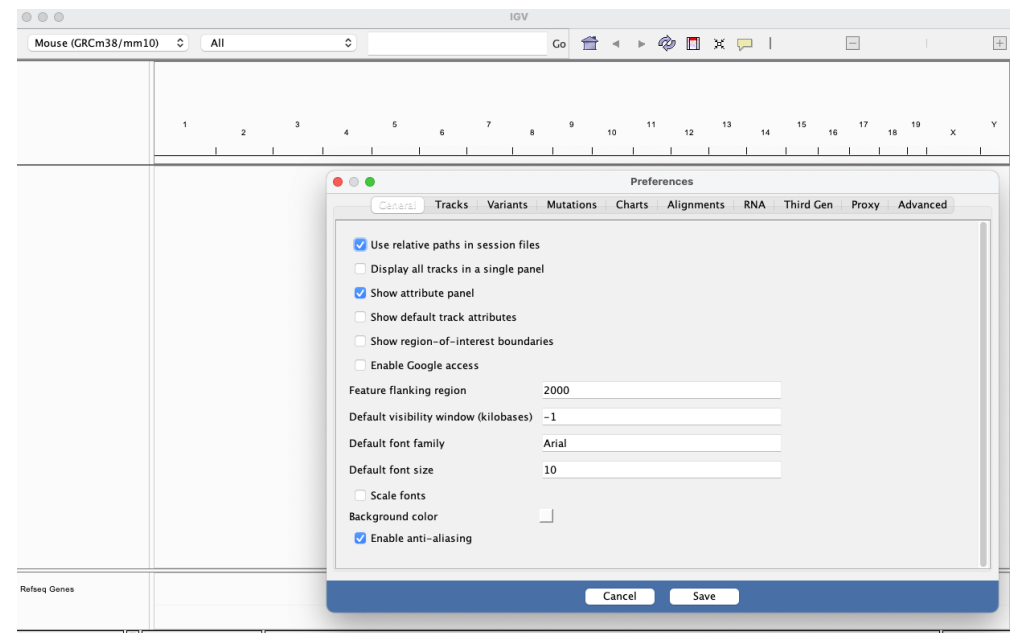 IGV
Mouse (GRCm38/mm10) All Go
1 2 3 4 5 6 7 8 9 10 11 12 13 14 15 16 17 18 19 X Y
Preferences
General Tracks Variants Mutations Charts Alignments RNA Third Gen Proxy Advanced
Use relative paths in session files
Display all tracks in a single panel
Show attribute panel
Show default track attributes
Show region-of-interest boundaries
Enable Google access
Feature flanking region 2000
Default visibility window (kilobases) -1
Default font family Arial
Default font size 10
Scale fonts
Background color
Enable anti-aliasing
Refseq Genes
Cancel Save